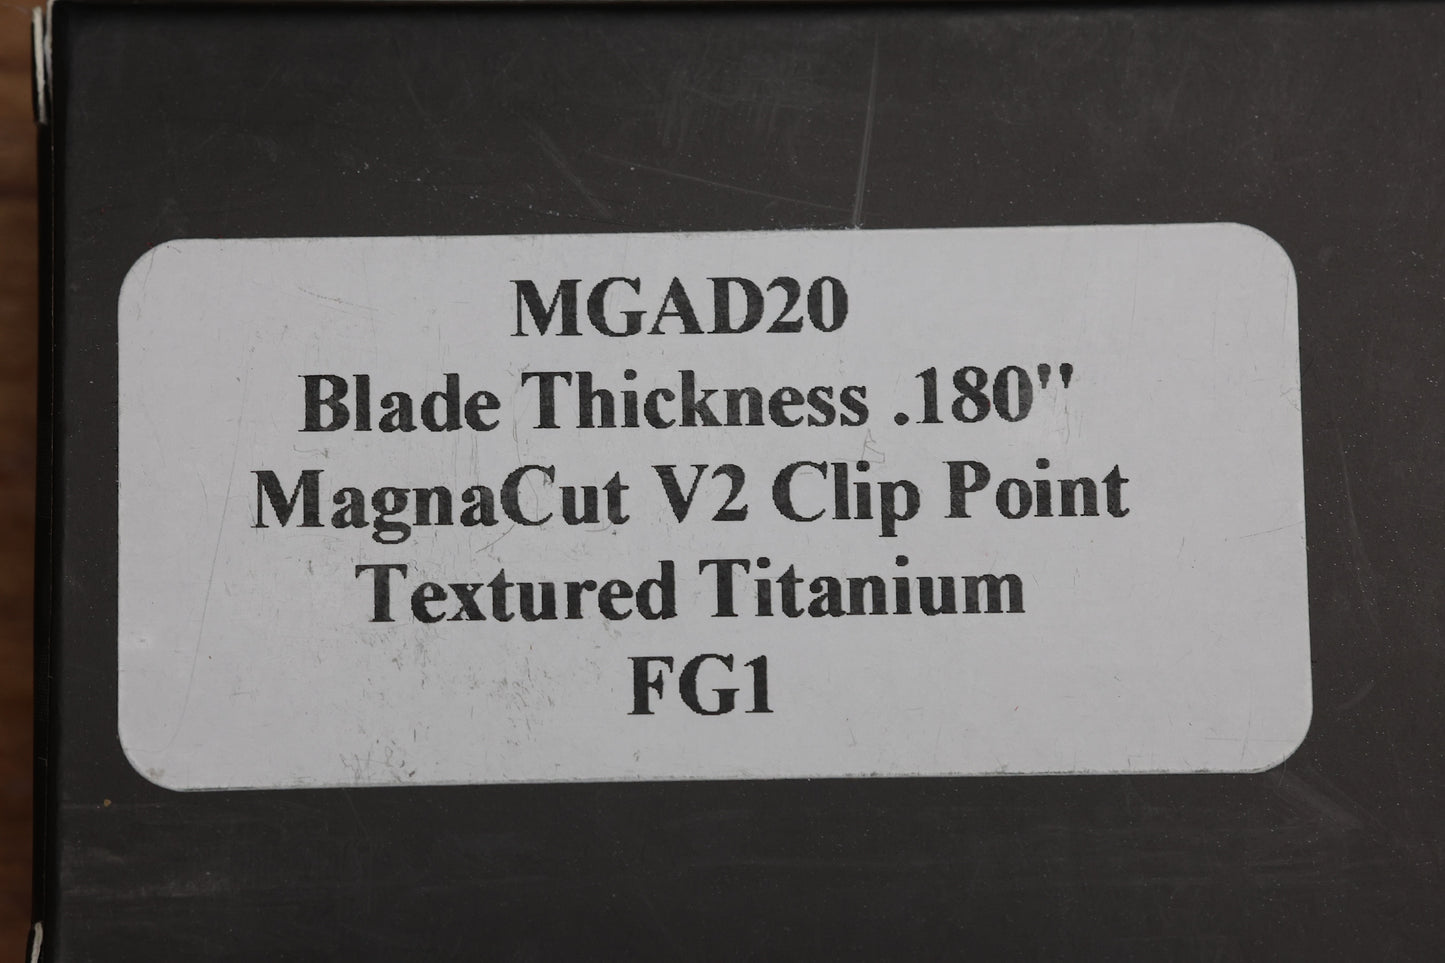 MGAD20
Blade Thickness .180"
MagnaCut V2 Clip Point
Textured Titanium
FG1